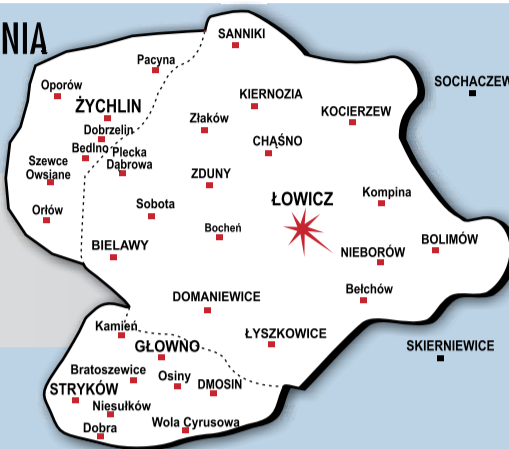 NIA
SANNIKI
Pacyna
SOCHACZEW
Oporów
ŻYCHLIN
KIERNOZIA
KOCIERZEW
Złaków
Dobrzelin
CHĄŚNO
Bedlno
Plecka
Dąbrowa
Szewce
Owsiane
ZDUNY
Kompina
Sobota
ŁOWICZ
Orłów
Bocheń
BIELAWY
NIEBORÓW
BOLIMÓW
Bełchów
DOMANIEWICE
Kamień
ŁYSZKOWICE
GŁOWNO
SKIERNIEWICE
Bratoszewice
Osiny
DMOSIN
STRYKÓW
Niesułków
Dobra
Wola Cyrusowa